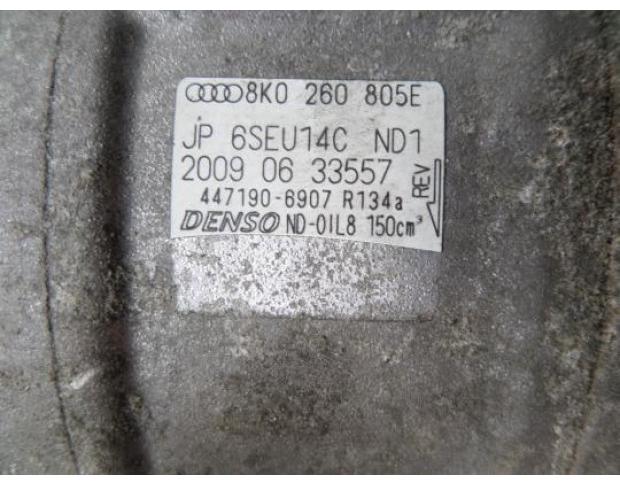 8K0 260 805E
JP 6SEU14C ND1
2009 06 33557
REV
447190-6907 R134a
DENSO ND-OIL8 150cm³